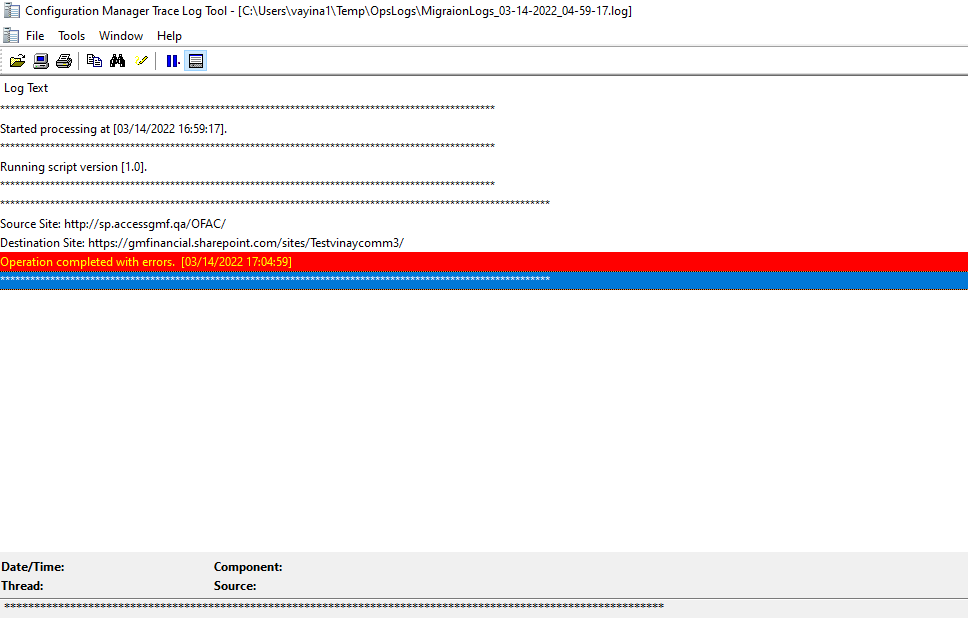 Configuration Manager Trace Log Tool - [C:\Users\vayina1\Temp\OpsLogs\MigraionLogs_03-14-2022_04-59-17.log]
File Tools Window Help
Log Text
***************************************************************************************************
Started processing at [03/14/2022 16:59:17].
***************************************************************************************************
Running script version [1.0].
***************************************************************************************************
**************************************************************************************************************
Source Site: http://sp.accessgmf.qa/OFAC/
Destination Site: https://gmfinancial.sharepoint.com/sites/Testvinaycomm3/
Operation completed with errors. [03/14/2022 17:04:59]
**************************************************************************************************************
Date/Time: Component:
Thread: Source:
**************************************************************************************************************